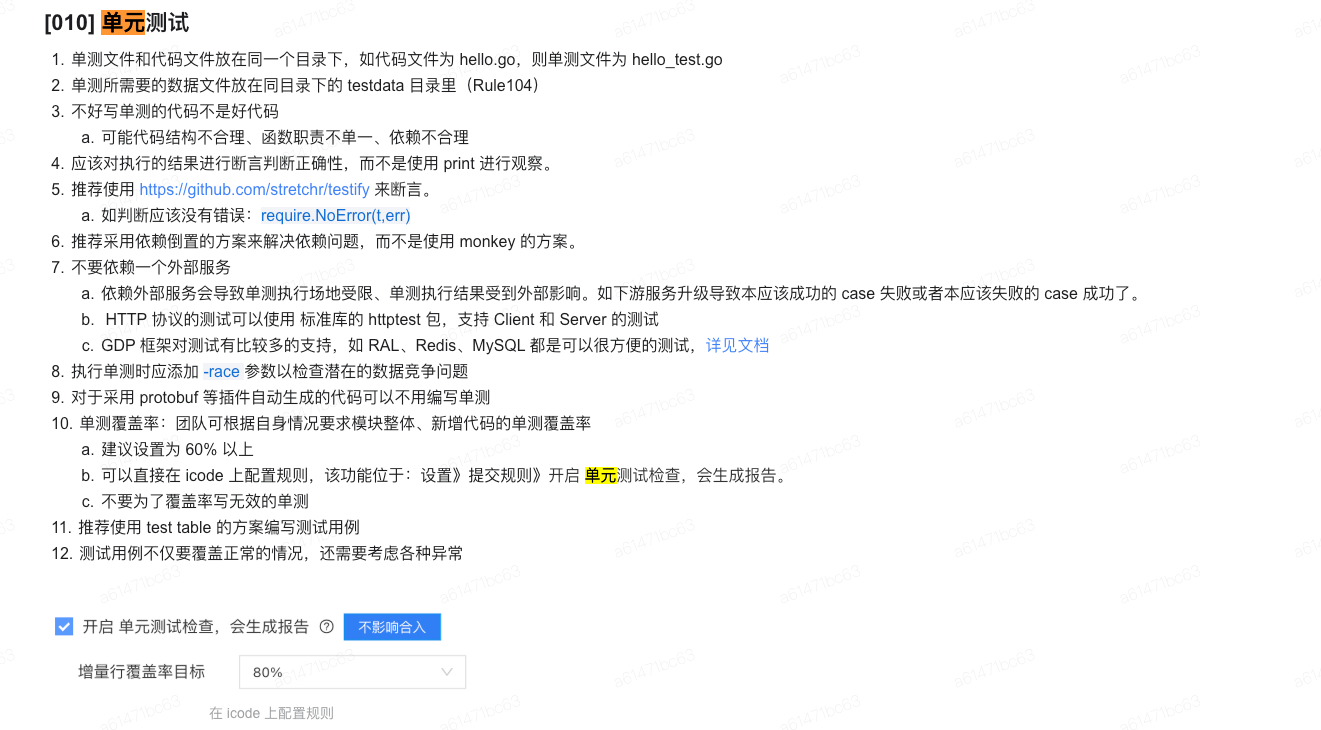 [010] 单元测试
1. 单测文件和代码文件放在同一个目录下，如代码文件为 hello.go，则单测文件为 hello_test.go
2. 单测所需要的数据文件放在同目录下的 testdata 目录里（Rule104）
3. 不好写单测的代码不是好代码
a. 可能代码结构不合理、函数职责不单一、依赖不合理
4. 应该对执行的结果进行断言判断正确性，而不是使用 print 进行观察。
5. 推荐使用 https://github.com/stretchr/testify 来断言。
a. 如判断应该没有错误：require.NoError(t,err)
6. 推荐采用依赖倒置的方案来解决依赖问题，而不是使用 monkey 的方案。
7. 不要依赖一个外部服务
a. 依赖外部服务会导致单测执行场地受限、单测执行结果受到外部影响。如下游服务升级导致本应该成功的 case 失败或者本应该失败的 case 成功了。
b. HTTP 协议的测试可以使用 标准库的 httptest 包，支持 Client 和 Server 的测试
c. GDP 框架对测试有比较多的支持，如 RAL、Redis、MySQL 都是可以很方便的测试，详见文档
8. 执行单测时应添加 -race 参数以检查潜在的数据竞争问题
9. 对于采用 protobuf 等插件自动生成的代码可以不用编写单测
10. 单测覆盖率：团队可根据自身情况要求模块整体、新增代码的单测覆盖率
a. 建议设置为 60% 以上
b. 可以直接在 icode 上配置规则，该功能位于：设置》提交规则》开启 单元测试检查，会生成报告。
c. 不要为了覆盖率写无效的单测
11. 推荐使用 test table 的方案编写测试用例
12. 测试用例不仅要覆盖正常的情况，还需要考虑各种异常
开启 单元测试检查，会生成报告 ? 不影响合入
增量行覆盖率目标 80%
在 icode 上配置规则
a61471bc63